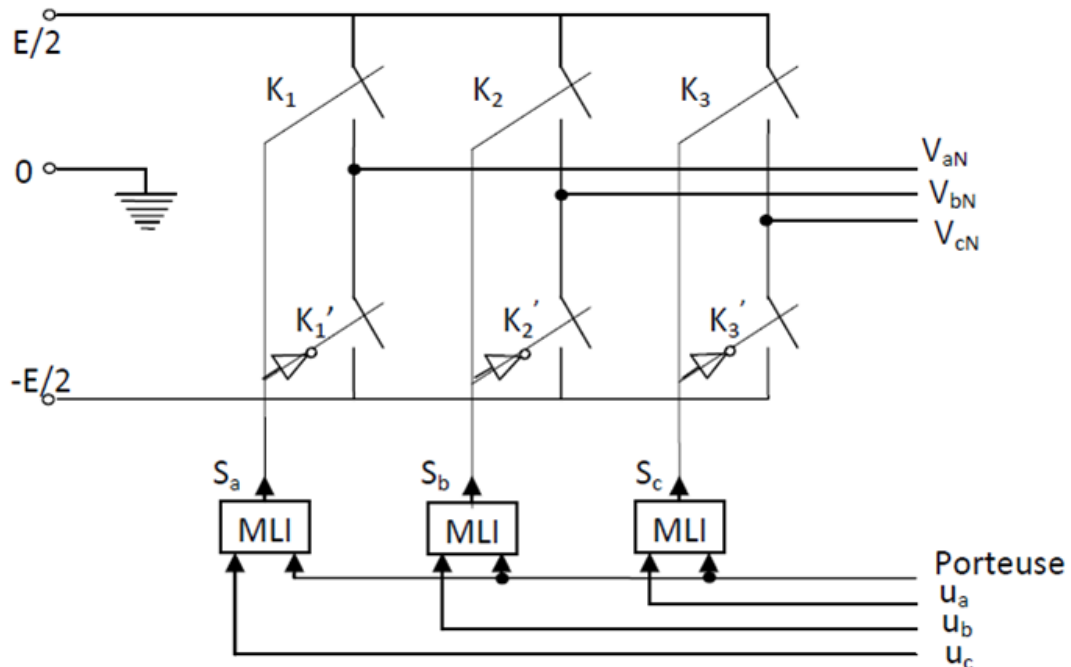 E/2
K₁ K₂ K₃
0
VaN
VbN
VcN
K₁’ K₂’ K₃’
-E/2
Sa Sb Sc
MLI MLI MLI
Porteuse
ua
ub
uc